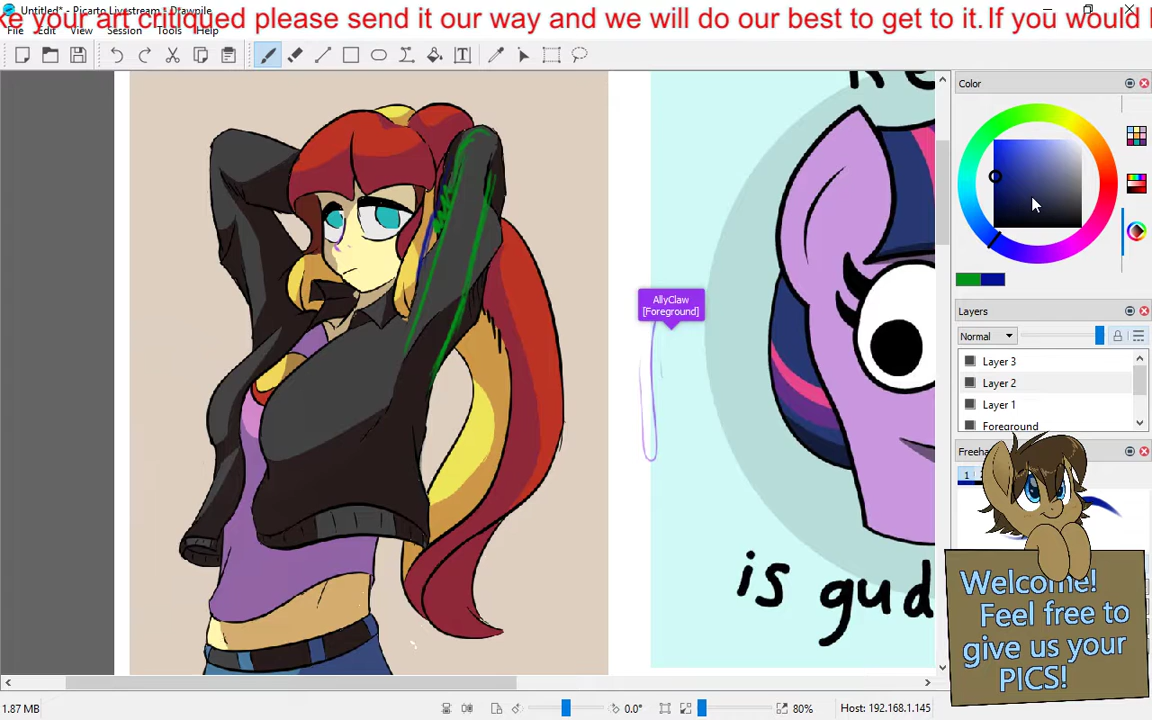 Untitled* - Picarto Livestream - Drawpile
ke your art critiqued please send it our way and we will do our best to get to it. If you would
File Edit View Session Tools Help
Color
AllyClaw
[Foreground]
Layers
Normal
Layer 3
Layer 2
Layer 1
Foreground
1
is gud
Welcome!
Feel free to
give us your
PICS!
1.87 MB
0.0°
80%
Host: 192.168.1.145